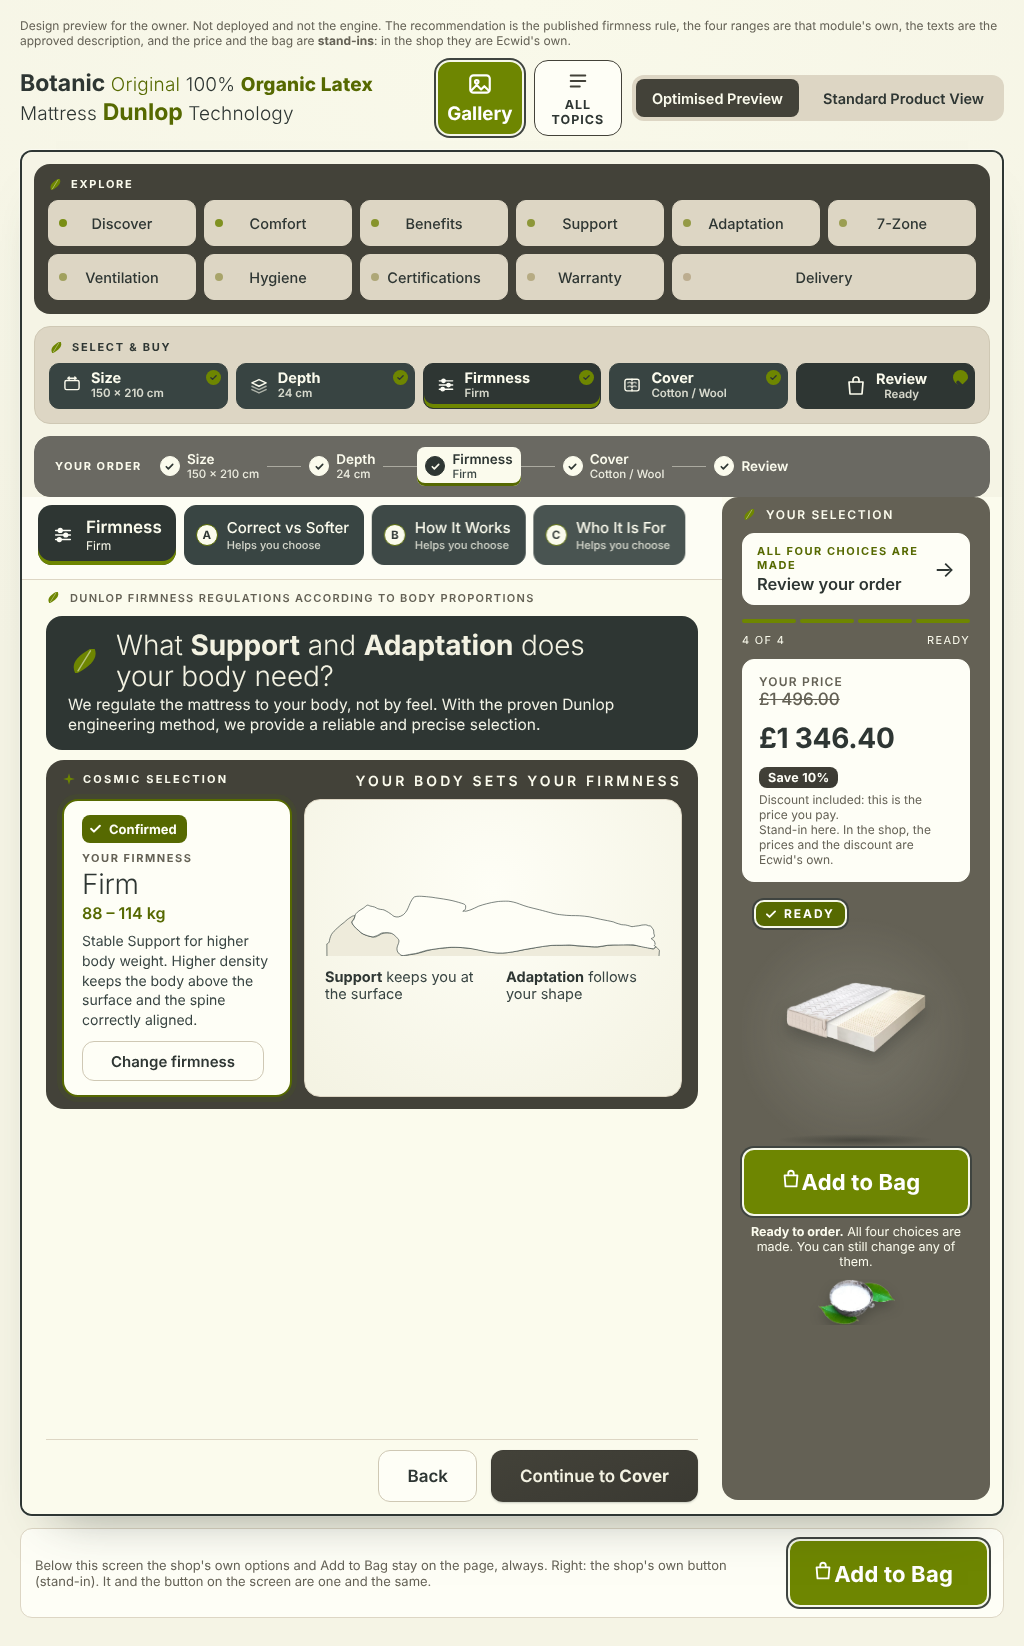 Design preview for the owner. Not deployed and not the engine. The recommendation is the published firmness rule, the four ranges are that module's own, the texts are the
approved description, and the price and the bag are stand-ins: in the shop they are Ecwid's own.
Botanic Original 100% Organic Latex
Mattress Dunlop Technology
Gallery
ALL
TOPICS
Optimised Preview
Standard Product View
EXPLORE
Discover
Comfort
Benefits
Support
Adaptation
7-Zone
Ventilation
Hygiene
Certifications
Warranty
Delivery
SELECT & BUY
Size
150 × 210 cm
Depth
24 cm
Firmness
Firm
Cover
Cotton / Wool
Review
Ready
YOUR ORDER
Size
150 × 210 cm
Depth
24 cm
Firmness
Firm
Cover
Cotton / Wool
Review
Firmness
Firm
A
Correct vs Softer
Helps you choose
B
How It Works
Helps you choose
C
Who It Is For
Helps you choose
DUNLOP FIRMNESS REGULATIONS ACCORDING TO BODY PROPORTIONS
What Support and Adaptation does
your body need?
We regulate the mattress to your body, not by feel. With the proven Dunlop
engineering method, we provide a reliable and precise selection.
COSMIC SELECTION
YOUR BODY SETS YOUR FIRMNESS
Confirmed
YOUR FIRMNESS
Firm
88 – 114 kg
Stable Support for higher
body weight. Higher density
keeps the body above the
surface and the spine
correctly aligned.
Change firmness
Support keeps you at
the surface
Adaptation follows
your shape
Back
Continue to Cover
YOUR SELECTION
ALL FOUR CHOICES ARE
MADE
Review your order
4 OF 4
READY
YOUR PRICE
£1 496.00
£1 346.40
Save 10%
Discount included: this is the
price you pay.
Stand-in here. In the shop, the
prices and the discount are
Ecwid's own.
READY
Add to Bag
Ready to order. All four choices are
made. You can still change any of
them.
Below this screen the shop's own options and Add to Bag stay on the page, always. Right: the shop's own button
(stand-in). It and the button on the screen are one and the same.
Add to Bag